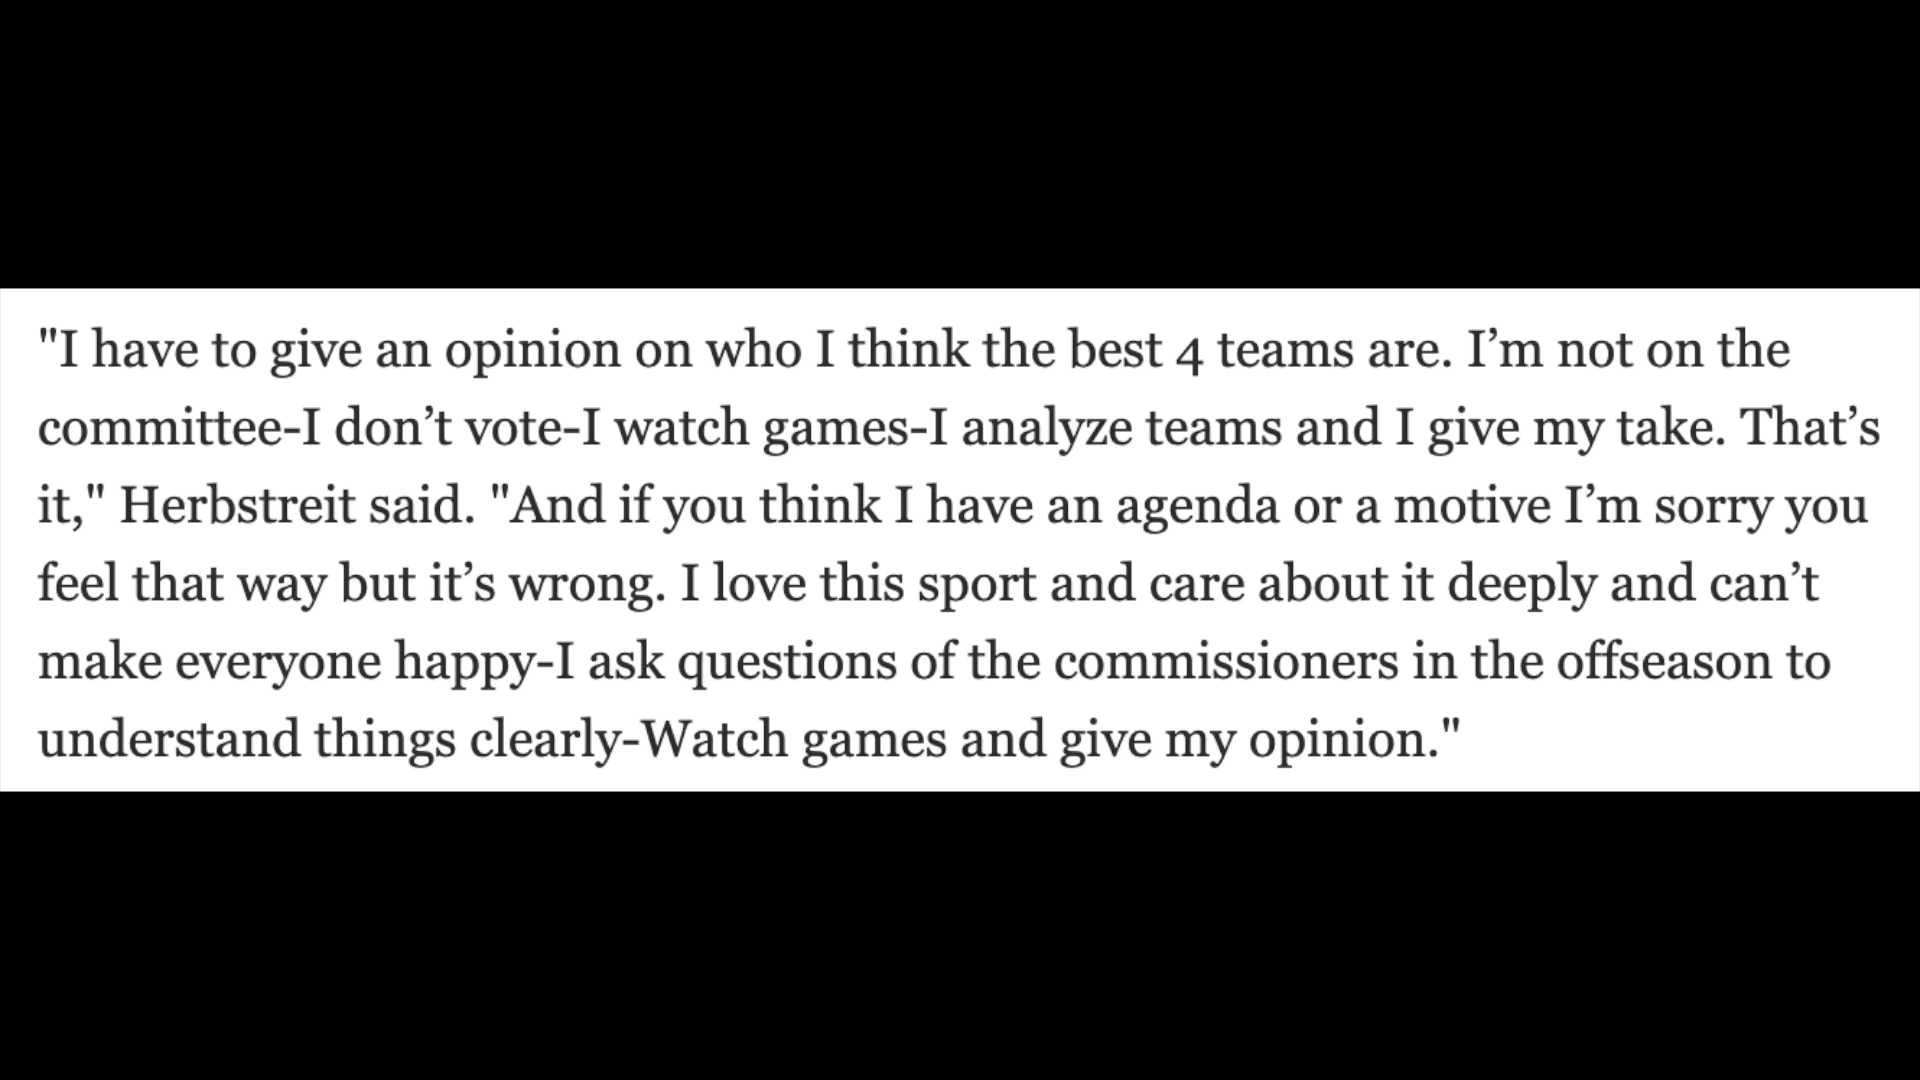 "I have to give an opinion on who I think the best 4 teams are. I’m not on the
committee-I don’t vote-I watch games-I analyze teams and I give my take. That’s
it," Herbstreit said. "And if you think I have an agenda or a motive I’m sorry you
feel that way but it’s wrong. I love this sport and care about it deeply and can’t
make everyone happy-I ask questions of the commissioners in the offseason to
understand things clearly-Watch games and give my opinion."